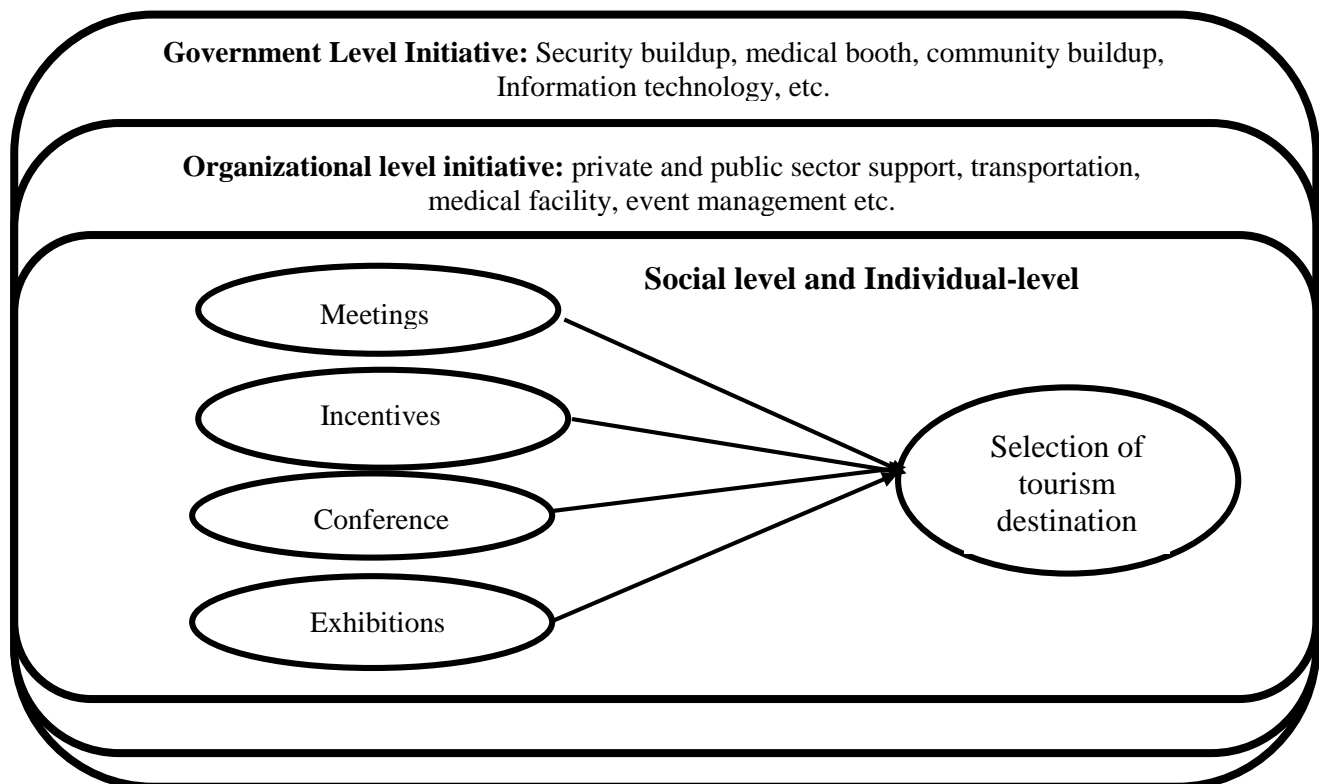 Government Level Initiative: Security buildup, medical booth, community buildup,
Information technology, etc.
Organizational level initiative: private and public sector support, transportation,
medical facility, event management etc.
Social level and Individual-level
Meetings
Incentives
Conference
Exhibitions
Selection of
tourism
destination